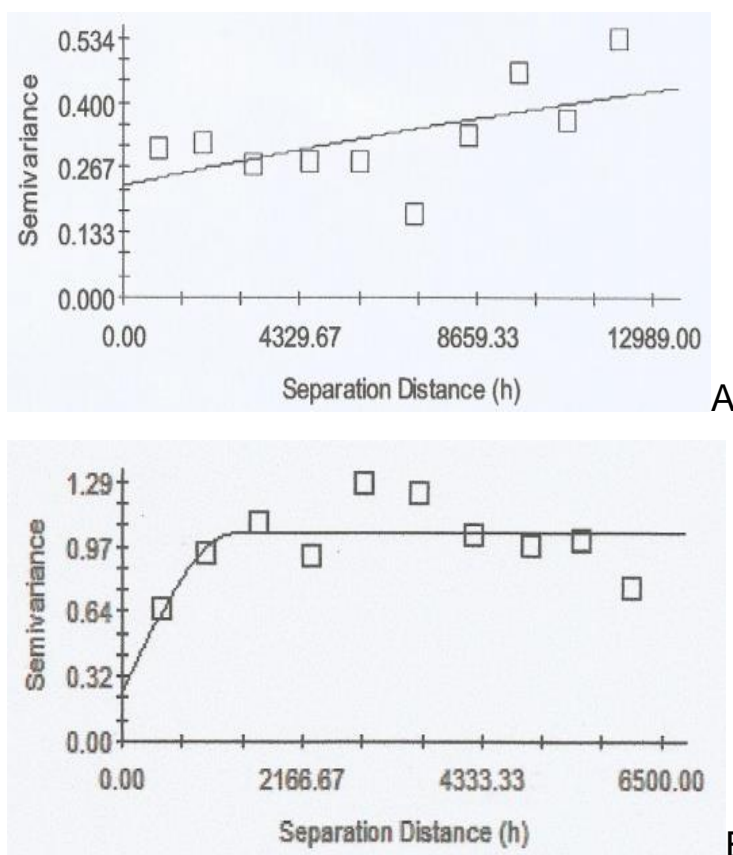 Semivariance
0.534
0.400
0.267
0.133
0.000
0.00 4329.67 8659.33 12989.00
Separation Distance (h)
A
Semivariance
1.29
0.97
0.64
0.32
0.00
0.00 2166.67 4333.33 6500.00
Separation Distance (h)